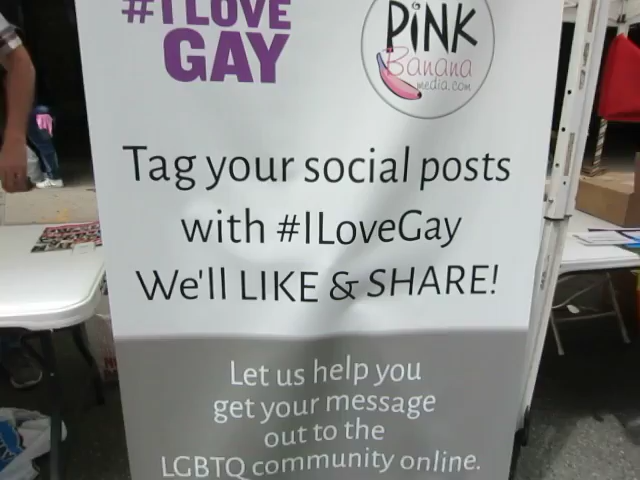 #I LOVE
GAY
PiNK
Banana
media.com
Tag your social posts
with #ILoveGay
We'll LIKE & SHARE!
Let us help you
get your message
out to the
LGBTQ community online.